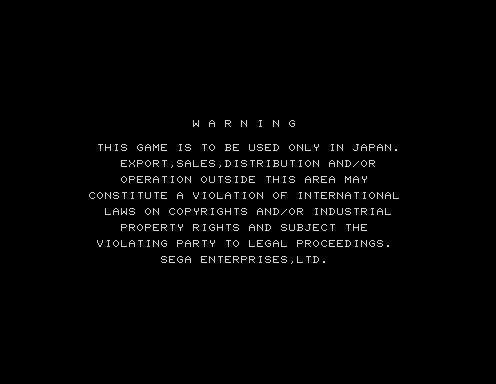 W A R N I N G
THIS GAME IS TO BE USED ONLY IN JAPAN.
EXPORT,SALES,DISTRIBUTION AND/OR
OPERATION OUTSIDE THIS AREA MAY
CONSTITUTE A VIOLATION OF INTERNATIONAL
LAWS ON COPYRIGHTS AND/OR INDUSTRIAL
PROPERTY RIGHTS AND SUBJECT THE
VIOLATING PARTY TO LEGAL PROCEEDINGS.
SEGA ENTERPRISES,LTD.